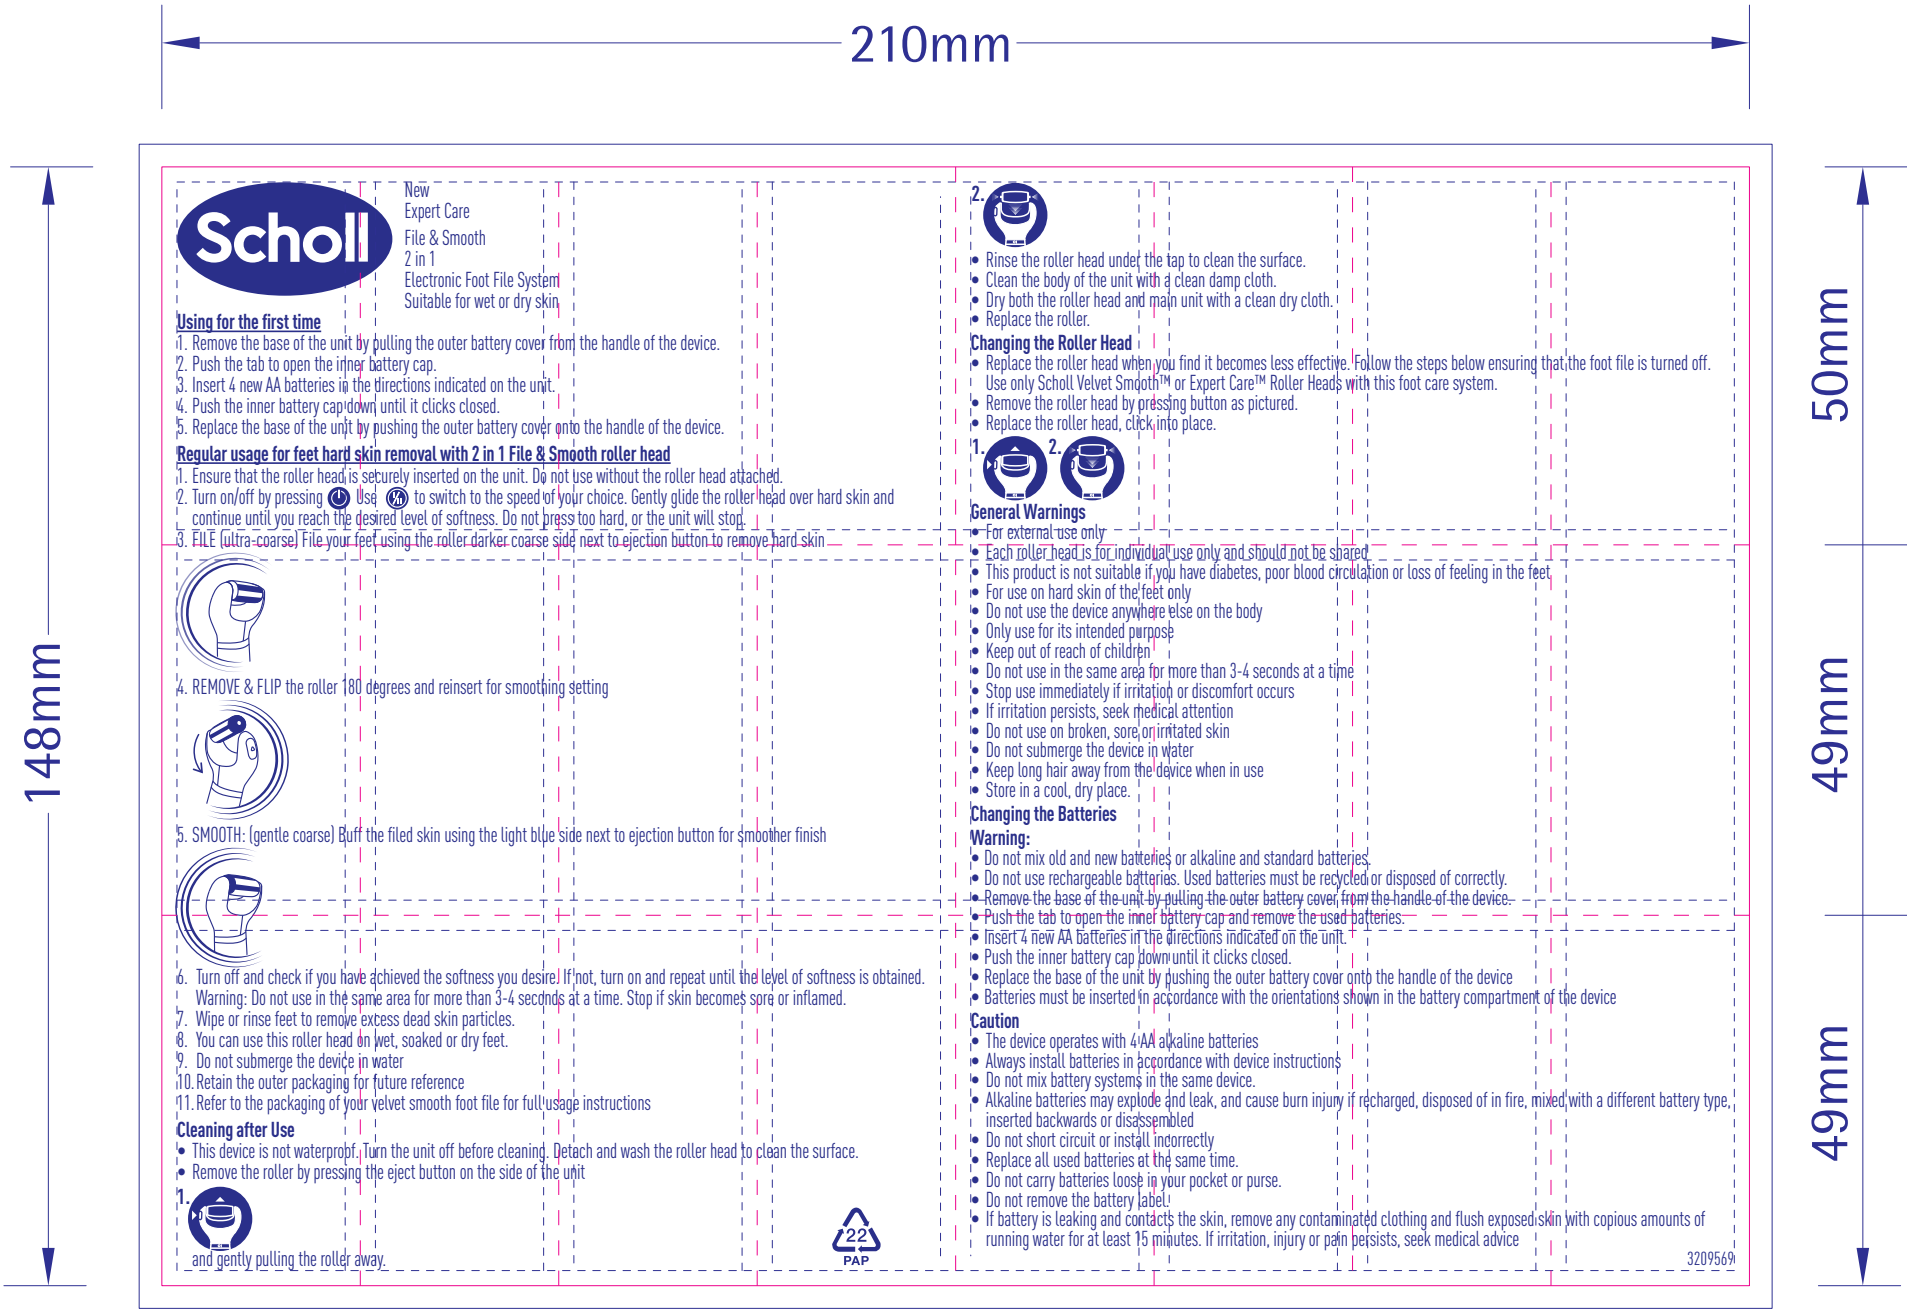 210mm
148mm
50mm
49mm
49mm
Scholl
New
Expert Care
File & Smooth
2 in 1
Electronic Foot File System
Suitable for wet or dry skin
Using for the first time
1. Remove the base of the unit by pulling the outer battery cover from the handle of the device.
2. Push the tab to open the inner battery cap.
3. Insert 4 new AA batteries in the directions indicated on the unit.
4. Push the inner battery cap down until it clicks closed.
5. Replace the base of the unit by pushing the outer battery cover onto the handle of the device.
Regular usage for feet hard skin removal with 2 in 1 File & Smooth roller head
1. Ensure that the roller head is securely inserted on the unit. Do not use without the roller head attached.
2. Turn on/off by pressing Use I/II to switch to the speed of your choice. Gently glide the roller head over hard skin and
continue until you reach the desired level of softness. Do not press too hard, or the unit will stop.
3. FILE (ultra-coarse) File your feet using the roller darker coarse side next to ejection button to remove hard skin
4. REMOVE & FLIP the roller 180 degrees and reinsert for smoothing setting
5. SMOOTH: (gentle coarse) Buff the filed skin using the light blue side next to ejection button for smoother finish
6. Turn off and check if you have achieved the softness you desire. If not, turn on and repeat until the level of softness is obtained.
Warning: Do not use in the same area for more than 3-4 seconds at a time. Stop if skin becomes sore or inflamed.
7. Wipe or rinse feet to remove excess dead skin particles.
8. You can use this roller head on wet, soaked or dry feet.
9. Do not submerge the device in water
10. Retain the outer packaging for future reference
11. Refer to the packaging of your velvet smooth foot file for full usage instructions
Cleaning after Use
• This device is not waterproof. Turn the unit off before cleaning. Detach and wash the roller head to clean the surface.
• Remove the roller by pressing the eject button on the side of the unit
1.
and gently pulling the roller away.
22
PAP
2.
• Rinse the roller head under the tap to clean the surface.
• Clean the body of the unit with a clean damp cloth.
• Dry both the roller head and main unit with a clean dry cloth.
• Replace the roller.
Changing the Roller Head
• Replace the roller head when you find it becomes less effective. Follow the steps below ensuring that the foot file is turned off.
Use only Scholl Velvet Smooth™ or Expert Care™ Roller Heads with this foot care system.
• Remove the roller head by pressing button as pictured.
• Replace the roller head, click into place.
1. 2.
General Warnings
• For external use only
• Each roller head is for individual use only and should not be shared
• This product is not suitable if you have diabetes, poor blood circulation or loss of feeling in the feet
• For use on hard skin of the feet only
• Do not use the device anywhere else on the body
• Only use for its intended purpose
• Keep out of reach of children
• Do not use in the same area for more than 3-4 seconds at a time
• Stop use immediately if irritation or discomfort occurs
• If irritation persists, seek medical attention
• Do not use on broken, sore or irritated skin
• Do not submerge the device in water
• Keep long hair away from the device when in use
• Store in a cool, dry place.
Changing the Batteries
Warning:
• Do not mix old and new batteries or alkaline and standard batteries.
• Do not use rechargeable batteries. Used batteries must be recycled or disposed of correctly.
• Remove the base of the unit by pulling the outer battery cover from the handle of the device.
• Push the tab to open the inner battery cap and remove the used batteries.
• Insert 4 new AA batteries in the directions indicated on the unit.
• Push the inner battery cap down until it clicks closed.
• Replace the base of the unit by pushing the outer battery cover onto the handle of the device
• Batteries must be inserted in accordance with the orientations shown in the battery compartment of the device
Caution
• The device operates with 4 AA alkaline batteries
• Always install batteries in accordance with device instructions
• Do not mix battery systems in the same device.
• Alkaline batteries may explode and leak, and cause burn injury if recharged, disposed of in fire, mixed with a different battery type,
inserted backwards or disassembled
• Do not short circuit or install incorrectly
• Replace all used batteries at the same time.
• Do not carry batteries loose in your pocket or purse.
• Do not remove the battery label.
• If battery is leaking and contacts the skin, remove any contaminated clothing and flush exposed skin with copious amounts of
running water for at least 15 minutes. If irritation, injury or pain persists, seek medical advice
3209569